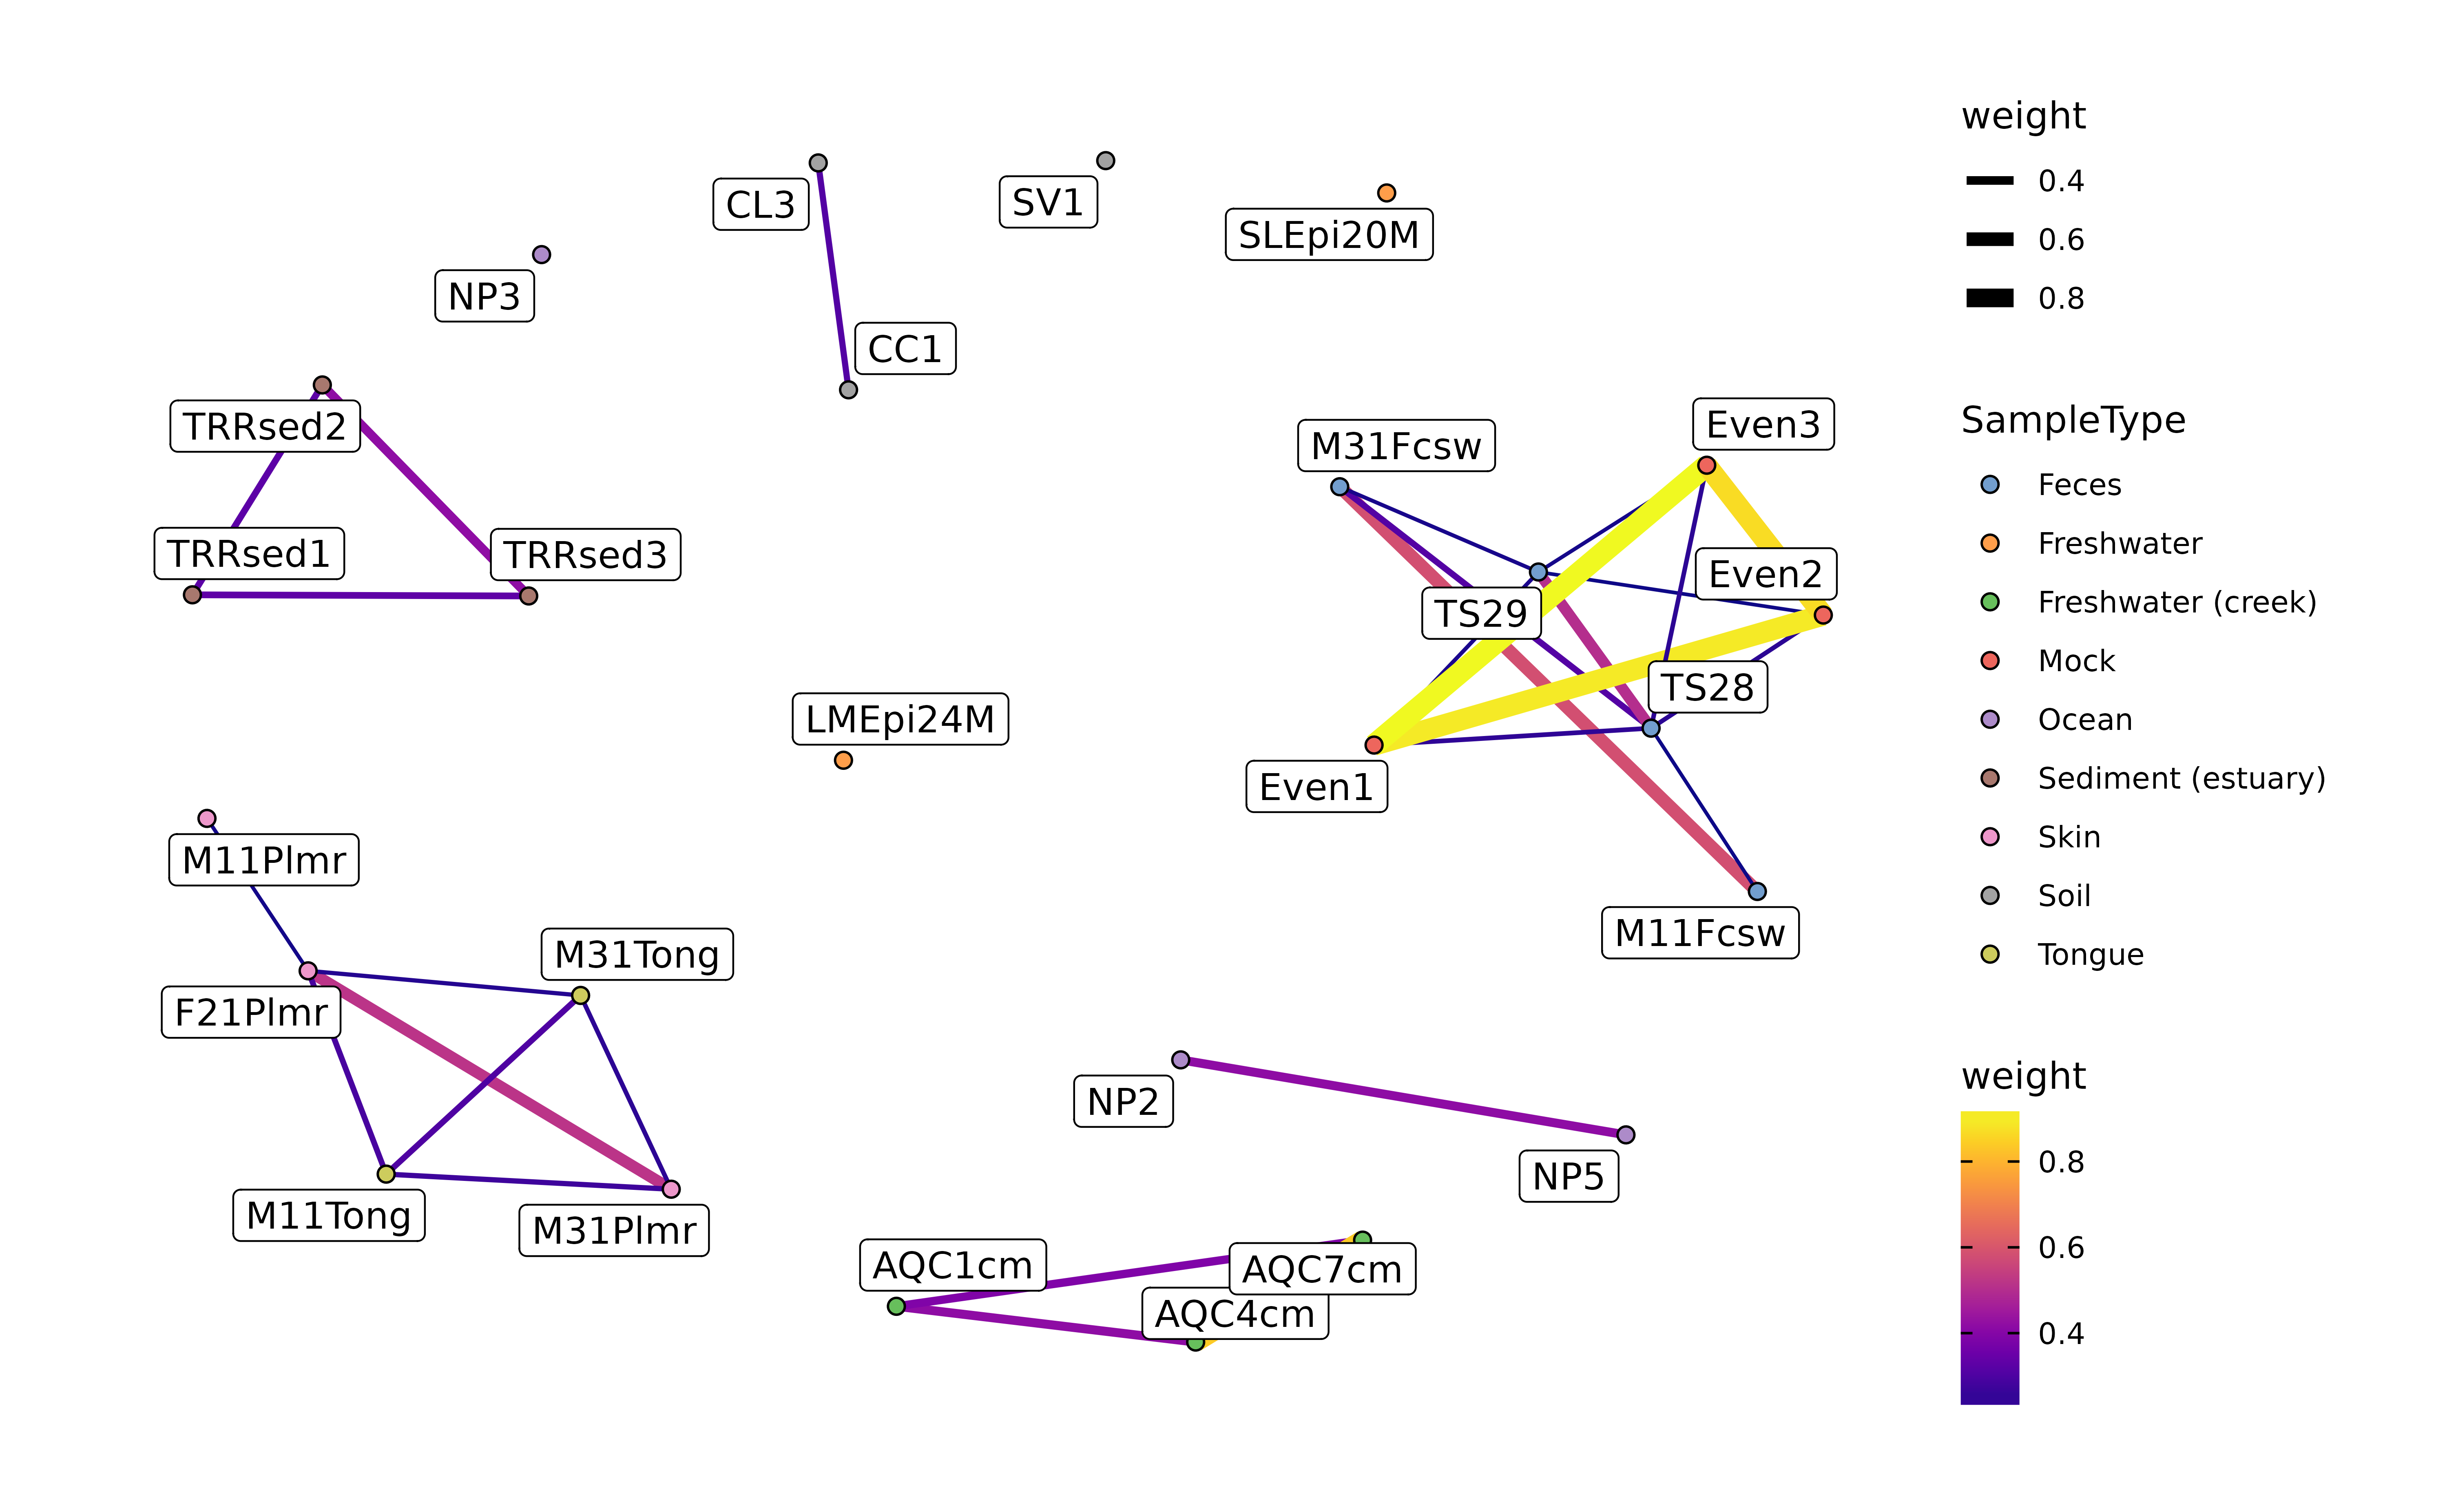 CL3
SV1
SLEpi20M
NP3
CC1
TRRsed2
TRRsed1
TRRsed3
M31Fcsw
Even3
Even2
TS29
TS28
Even1
M11Fcsw
LMEpi24M
M11Plmr
M31Tong
F21Plmr
M11Tong
M31Plmr
NP2
NP5
AQC1cm
AQC7cm
AQC4cm
weight
0.4
0.6
0.8
SampleType
Feces
Freshwater
Freshwater (creek)
Mock
Ocean
Sediment (estuary)
Skin
Soil
Tongue
weight
0.8
0.6
0.4